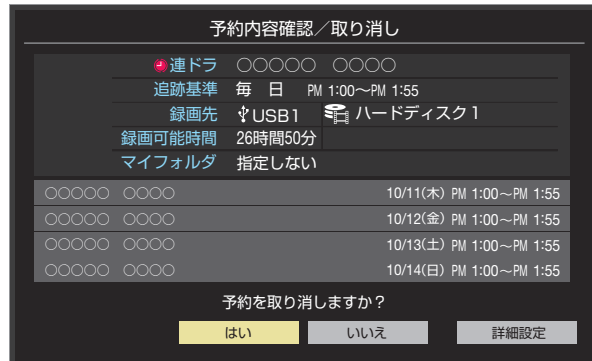 予約内容確認／取り消し
連ドラ ○○○○○ ○○○○
追跡基準 毎 日 PM 1:00～PM 1:55
録画先 USB1 ハードディスク1
録画可能時間 26時間50分
マイフォルダ 指定しない
○○○○○ ○○○○ 10/11(木) PM 1:00～PM 1:55
○○○○○ ○○○○ 10/12(金) PM 1:00～PM 1:55
○○○○○ ○○○○ 10/13(土) PM 1:00～PM 1:55
○○○○○ ○○○○ 10/14(日) PM 1:00～PM 1:55
予約を取り消しますか？
はい いいえ 詳細設定